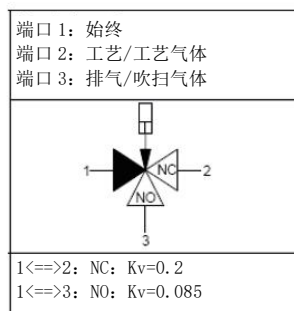 端口 1：始终
端口 2：工艺/工艺气体
端口 3：排气/吹扫气体
1
NC
2
NO
3
1<==>2：NC：Kv=0.2
1<==>3：NO：Kv=0.085